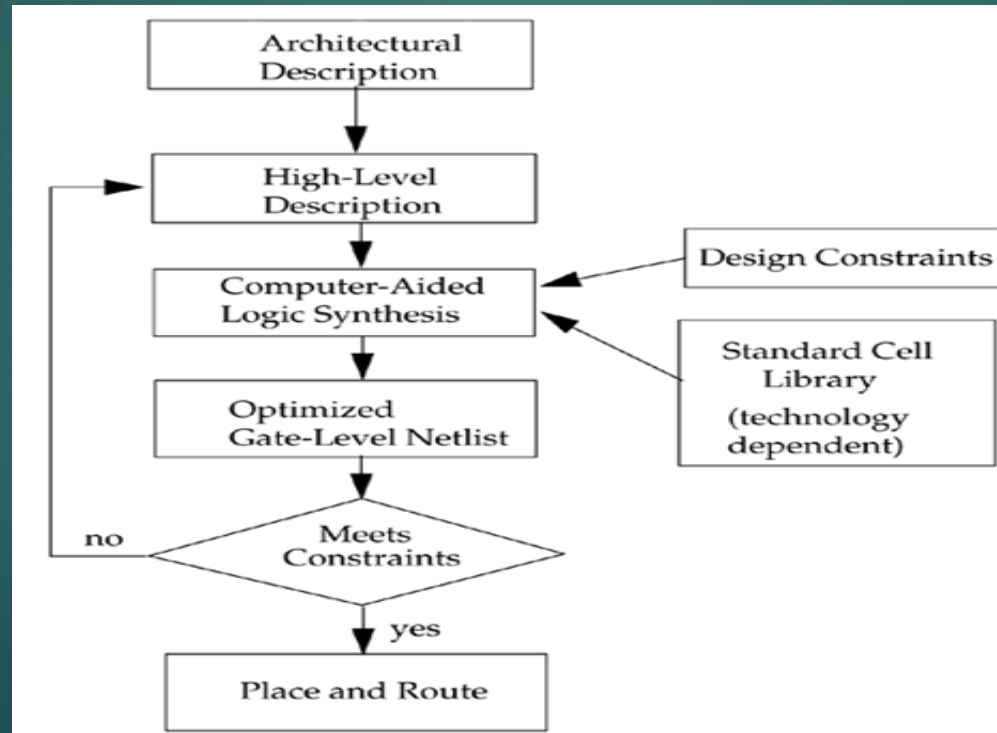 Architectural
Description
High-Level
Description
Computer-Aided
Logic Synthesis
Design Constraints
Standard Cell
Library
(technology
dependent)
Optimized
Gate-Level Netlist
Meets
Constraints
no
yes
Place and Route